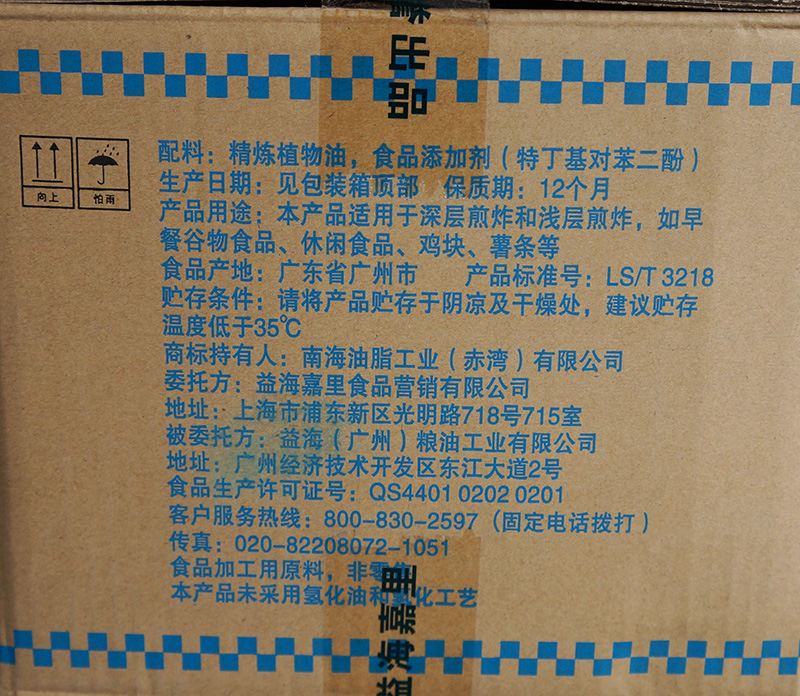 出品
向上
怕雨
配料：精炼植物油，食品添加剂（特丁基对苯二酚）
生产日期：见包装箱顶部　保质期：12个月
产品用途：本产品适用于深层煎炸和浅层煎炸，如早
餐谷物食品、休闲食品、鸡块、薯条等
食品产地：广东省广州市　产品标准号：LS/T 3218
贮存条件：请将产品贮存于阴凉及干燥处，建议贮存
温度低于35℃
商标持有人：南海油脂工业（赤湾）有限公司
委托方：益海嘉里食品营销有限公司
地址：上海市浦东新区光明路718号715室
被委托方：益海（广州）粮油工业有限公司
地址：广州经济技术开发区东江大道2号
食品生产许可证号：QS4401 0202 0201
客户服务热线：800-830-2597（固定电话拨打）
传真：020-82208072-1051
食品加工用原料，非零售
本产品未采用氢化油和氢化工艺
益海嘉里